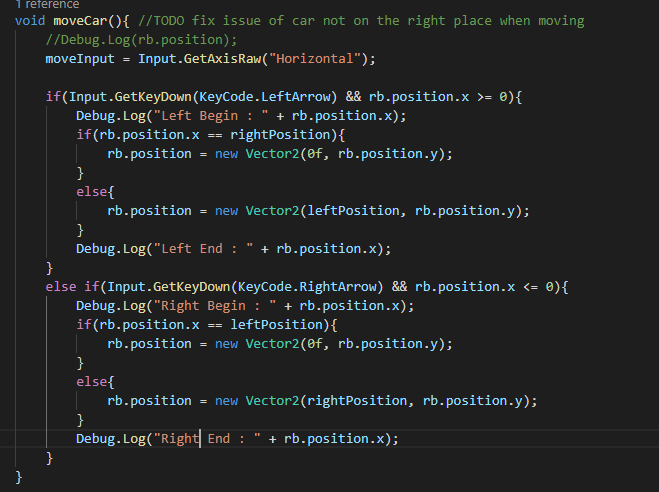 1 reference
void moveCar(){ //TODO fix issue of car not on the right place when moving
    //Debug.Log(rb.position);
    moveInput = Input.GetAxisRaw("Horizontal");

    if(Input.GetKeyDown(KeyCode.LeftArrow) && rb.position.x >= 0){
        Debug.Log("Left Begin : " + rb.position.x);
        if(rb.position.x == rightPosition){
            rb.position = new Vector2(0f, rb.position.y);
        }
        else{
            rb.position = new Vector2(leftPosition, rb.position.y);
        }
        Debug.Log("Left End : " + rb.position.x);
    }
    else if(Input.GetKeyDown(KeyCode.RightArrow) && rb.position.x <= 0){
        Debug.Log("Right Begin : " + rb.position.x);
        if(rb.position.x == leftPosition){
            rb.position = new Vector2(0f, rb.position.y);
        }
        else{
            rb.position = new Vector2(rightPosition, rb.position.y);
        }
        Debug.Log("Right End : " + rb.position.x);
    }
}